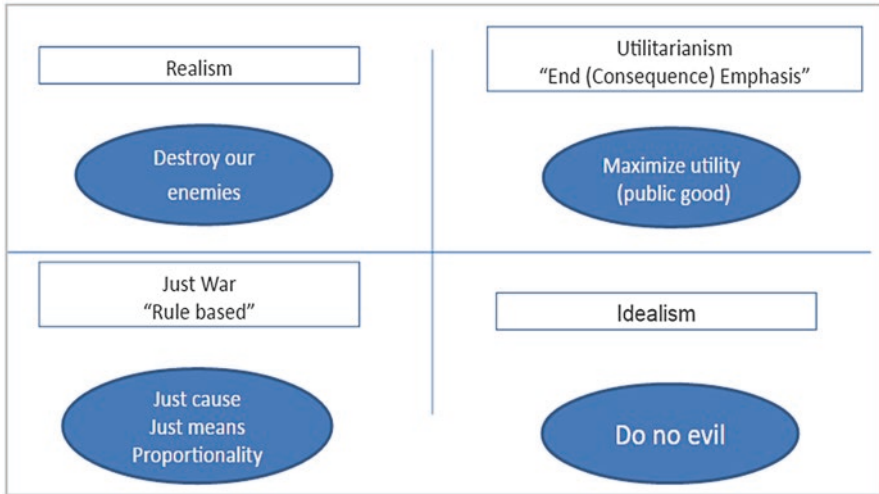 Realism
Destroy our
enemies
Utilitarianism
“End (Consequence) Emphasis”
Maximize utility
(public good)
Just War
“Rule based”
Just cause
Just means
Proportionality
Idealism
Do no evil